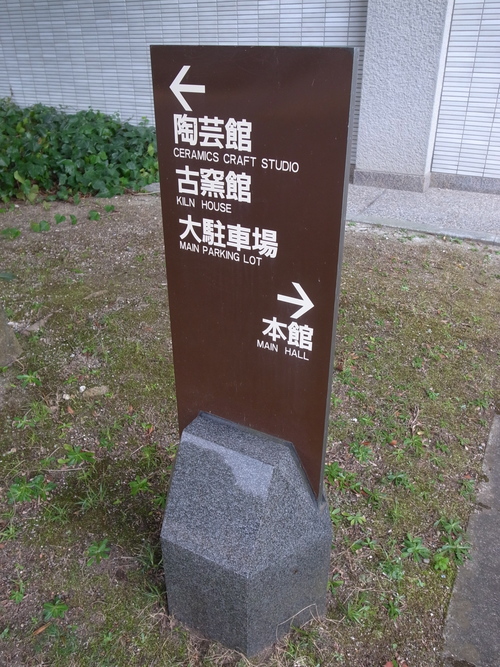 ←
陶芸館
CERAMICS CRAFT STUDIO
古窯館
KILN HOUSE
大駐車場
MAIN PARKING LOT
→
本館
MAIN HALL